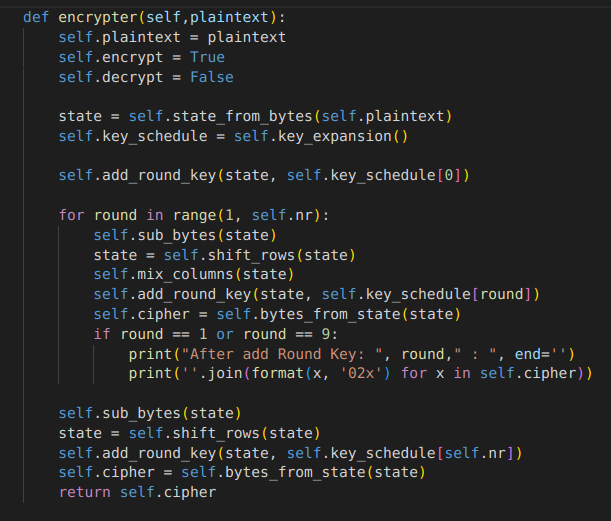 def encrypter(self,plaintext):
    self.plaintext = plaintext
    self.encrypt = True
    self.decrypt = False

    state = self.state_from_bytes(self.plaintext)
    self.key_schedule = self.key_expansion()

    self.add_round_key(state, self.key_schedule[0])

    for round in range(1, self.nr):
        self.sub_bytes(state)
        state = self.shift_rows(state)
        self.mix_columns(state)
        self.add_round_key(state, self.key_schedule[round])
        self.cipher = self.bytes_from_state(state)
        if round == 1 or round == 9:
            print("After add Round Key: ", round," : ", end='')
            print(''.join(format(x, '02x') for x in self.cipher))

    self.sub_bytes(state)
    state = self.shift_rows(state)
    self.add_round_key(state, self.key_schedule[self.nr])
    self.cipher = self.bytes_from_state(state)
    return self.cipher